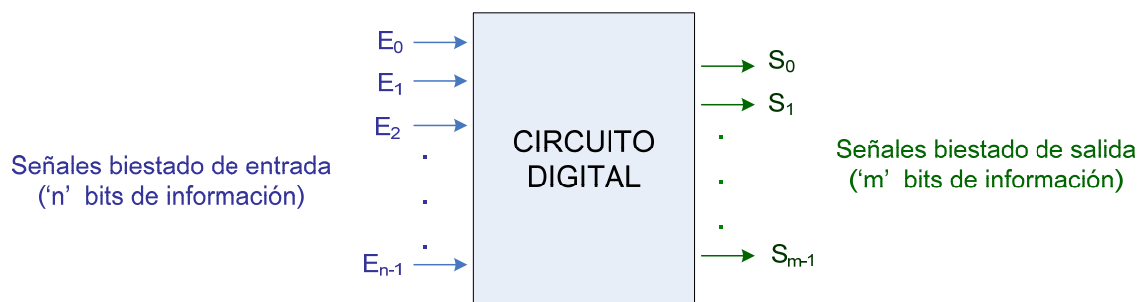 E0
E1
E2
Señales biestado de entrada
('n' bits de información)
En-1
CIRCUITO
DIGITAL
S0
S1
Señales biestado de salida
('m' bits de información)
Sm-1